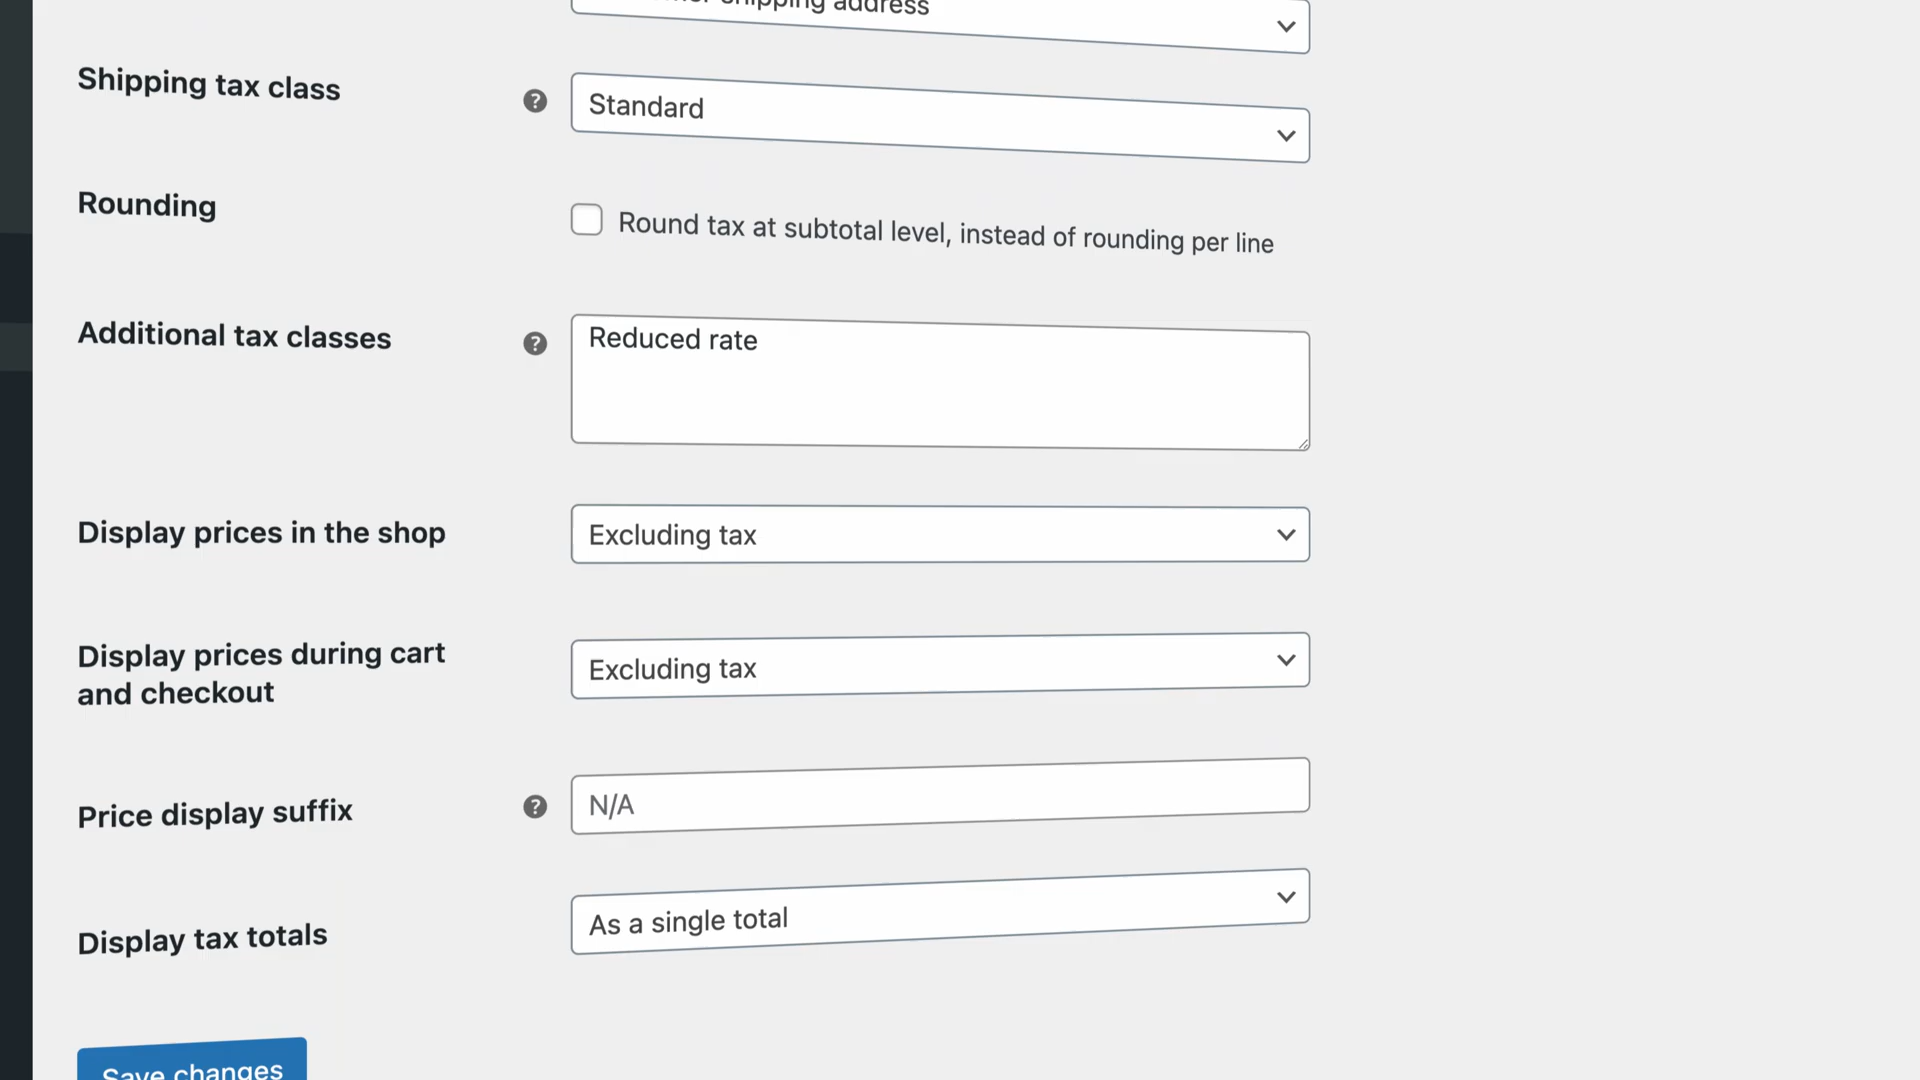 shipping address
Shipping tax class
Standard
Rounding
Round tax at subtotal level, instead of rounding per line
Additional tax classes
Reduced rate
Display prices in the shop
Excluding tax
Display prices during cart
and checkout
Excluding tax
Price display suffix
N/A
Display tax totals
As a single total
Save changes